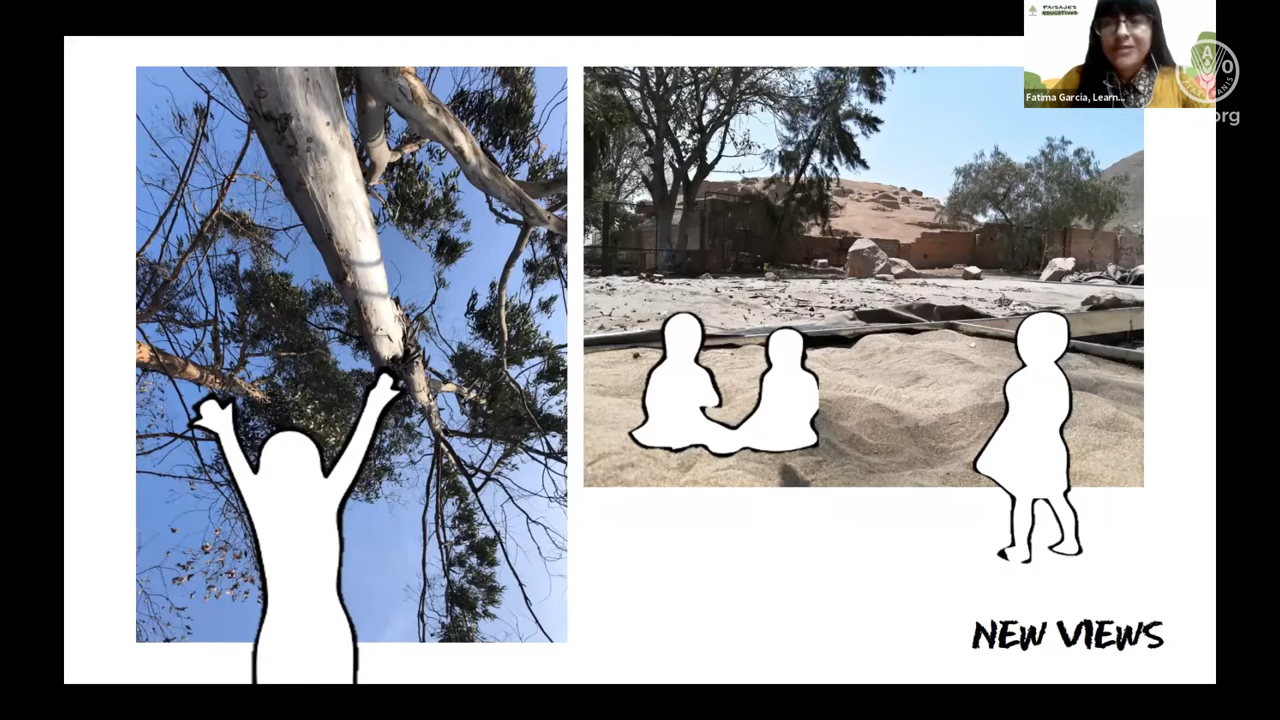 PAISAJES
EDUCATIVOS
Fatima Garcia, Learn...
org
NEW VIEWS